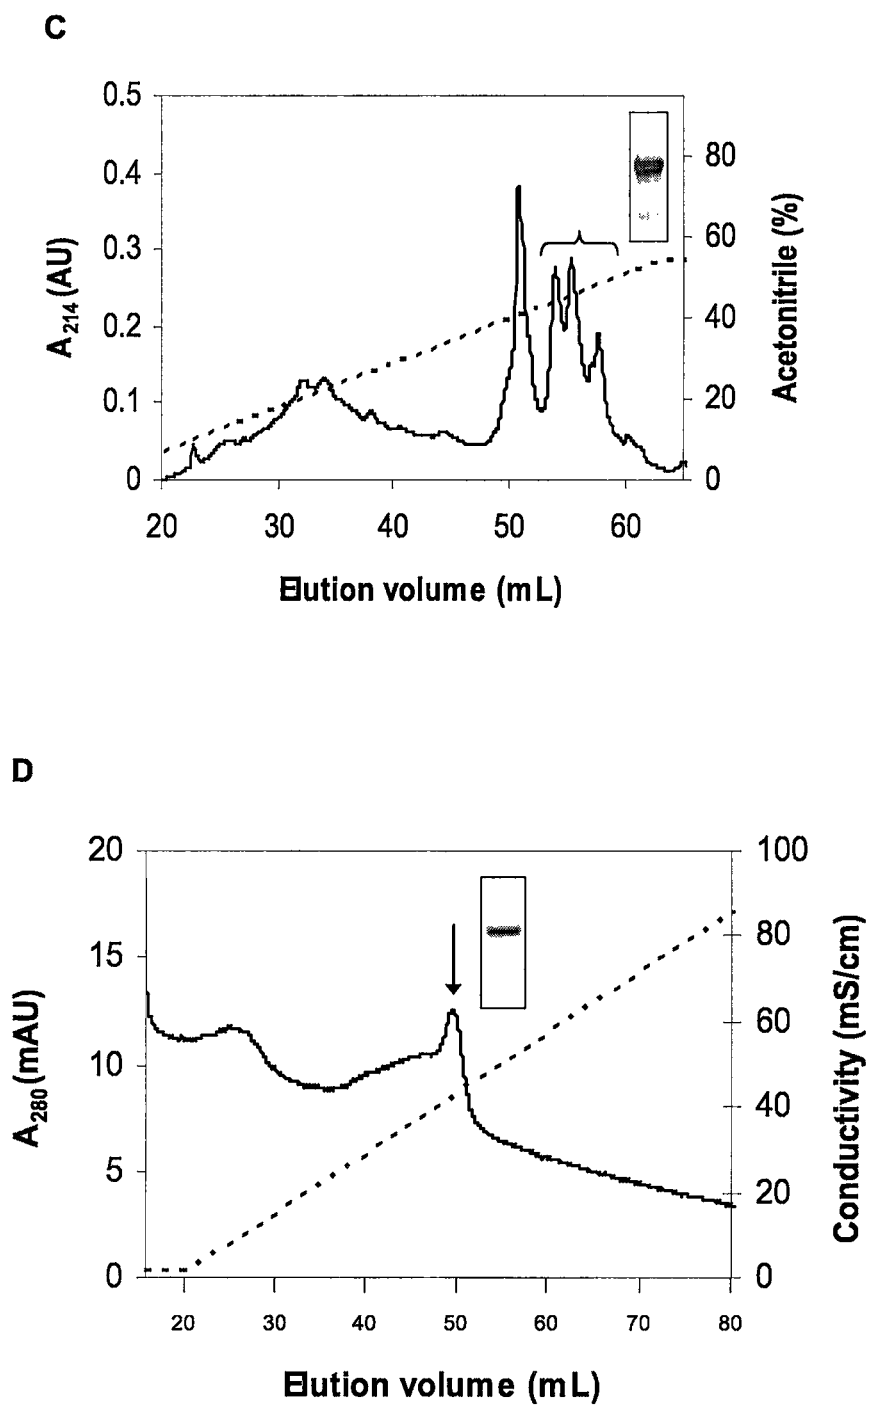 C
0.5
0.4
0.3
0.2
0.1
0
A214 (AU)
80
60
40
20
0
Acetonitrile (%)
20 30 40 50 60
Elution volume (mL)
D
20
15
10
5
0
A280 (mAU)
100
80
60
40
20
0
Conductivity (mS/cm)
20 30 40 50 60 70 80
Elution volume (mL)